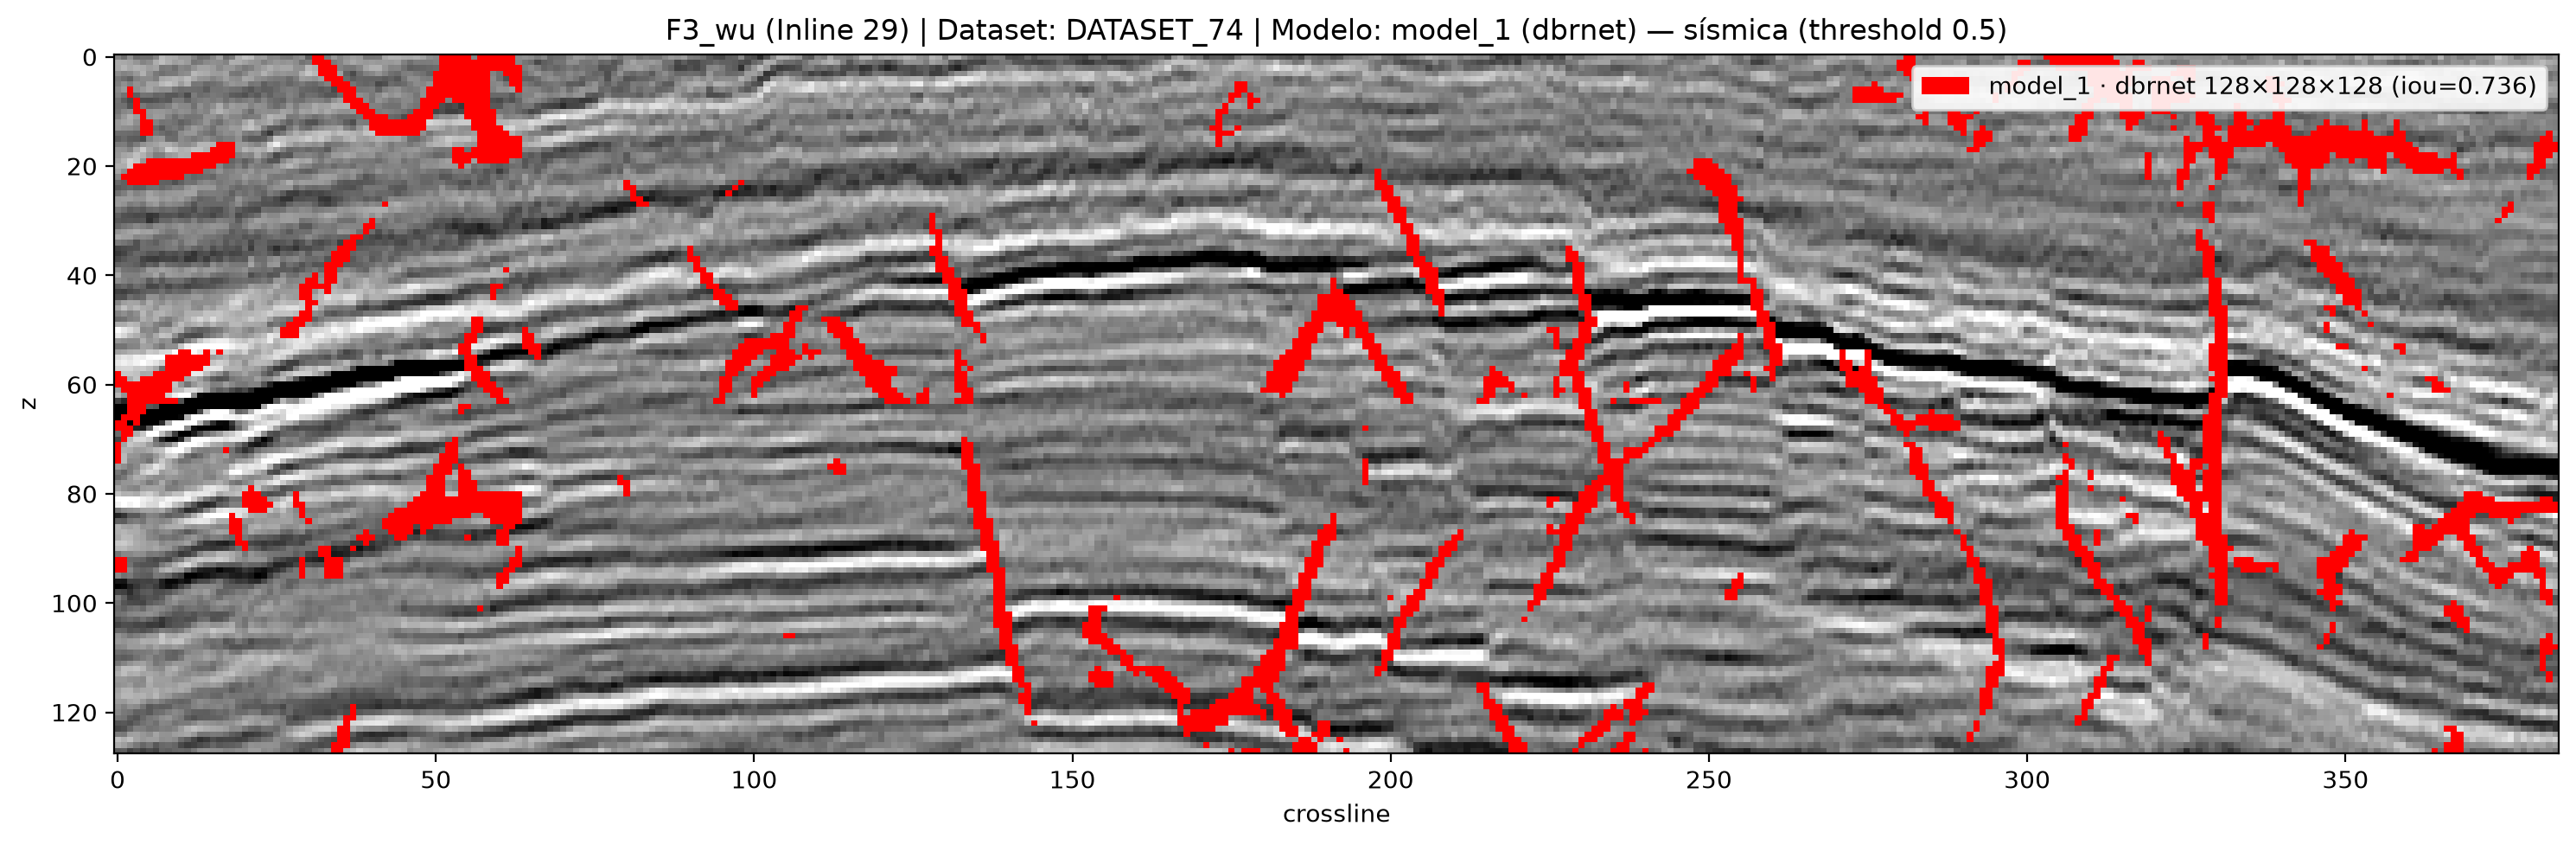 F3_wu (Inline 29) | Dataset: DATASET_74 | Modelo: model_1 (dbrnet) — sísmica (threshold 0.5)
model_1 · dbrnet 128×128×128 (iou=0.736)
z
0
20
40
60
80
100
120
0 50 100 150 200 250 300 350
crossline